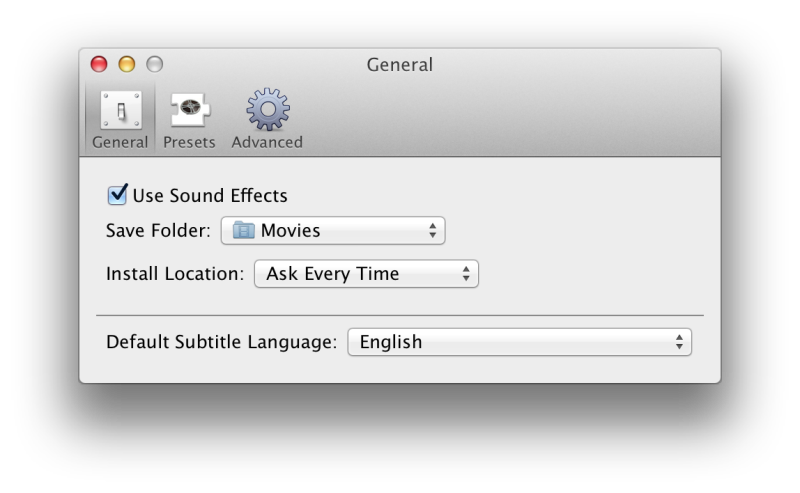 General
General Presets Advanced
Use Sound Effects
Save Folder: Movies
Install Location: Ask Every Time
Default Subtitle Language: English